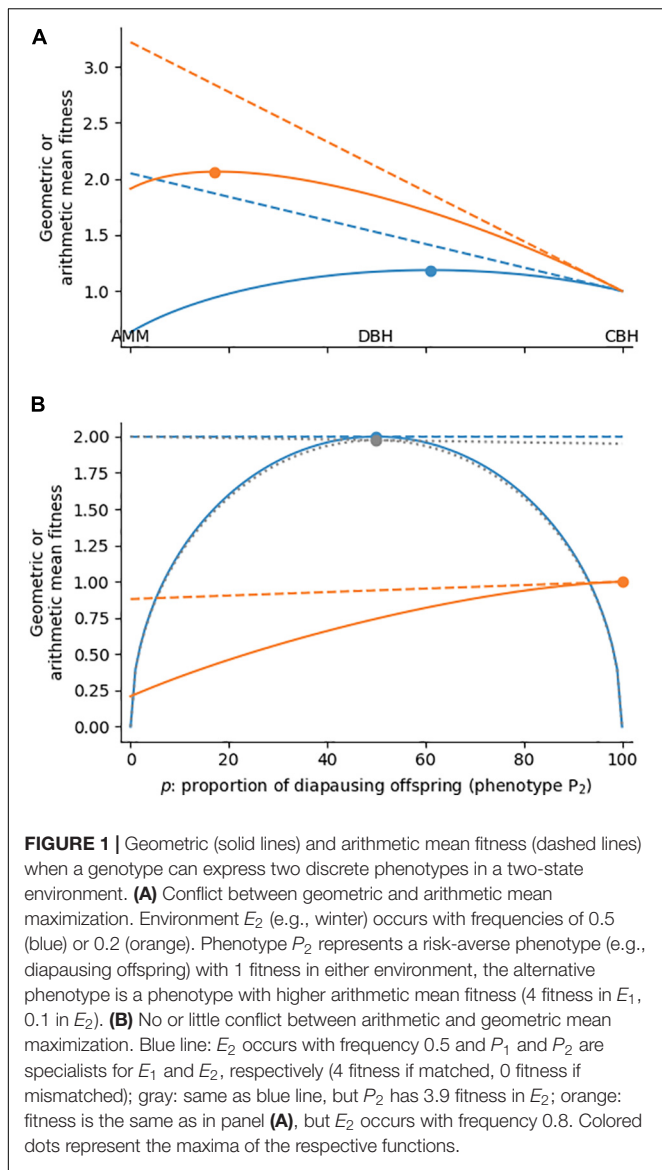 A
Geometric or
arithmetic mean fitness
3.0
2.5
2.0
1.5
1.0
AMM DBH CBH
B
Geometric or
arithmetic mean fitness
2.00
1.75
1.50
1.25
1.00
0.75
0.50
0.25
0.00
0 20 40 60 80 100
p: proportion of diapausing offspring (phenotype P₂)
FIGURE 1 | Geometric (solid lines) and arithmetic mean fitness (dashed lines)
when a genotype can express two discrete phenotypes in a two-state
environment. (A) Conflict between geometric and arithmetic mean
maximization. Environment E₂ (e.g., winter) occurs with frequencies of 0.5
(blue) or 0.2 (orange). Phenotype P₂ represents a risk-averse phenotype (e.g.,
diapausing offspring) with 1 fitness in either environment, the alternative
phenotype is a phenotype with higher arithmetic mean fitness (4 fitness in E₁,
0.1 in E₂). (B) No or little conflict between arithmetic and geometric mean
maximization. Blue line: E₂ occurs with frequency 0.5 and P₁ and P₂ are
specialists for E₁ and E₂, respectively (4 fitness if matched, 0 fitness if
mismatched); gray: same as blue line, but P₂ has 3.9 fitness in E₂; orange:
fitness is the same as in panel (A), but E₂ occurs with frequency 0.8. Colored
dots represent the maxima of the respective functions.